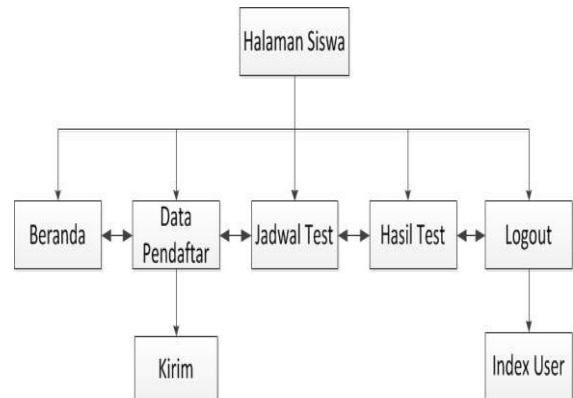 Halaman Siswa
Beranda
Data
Pendaftar
Jadwal Test
Hasil Test
Logout
Kirim
Index User